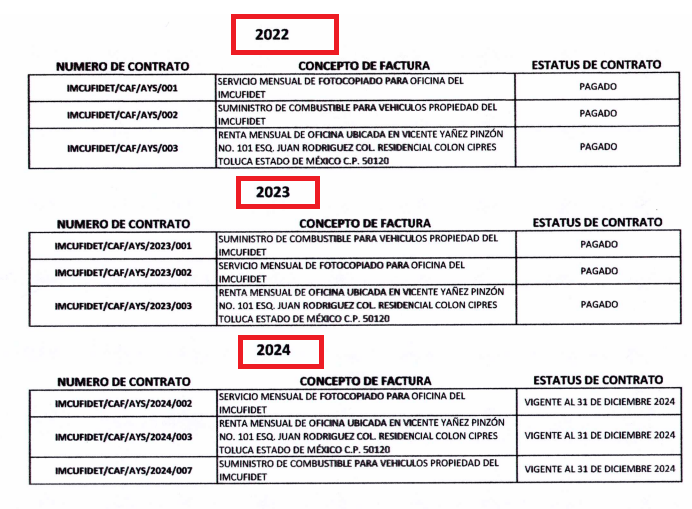 2022
NUMERO DE CONTRATO CONCEPTO DE FACTURA ESTATUS DE CONTRATO
IMCUFIDET/CAF/AYS/001 SERVICIO MENSUAL DE FOTOCOPIADO PARA OFICINA DEL
IMCUFIDET PAGADO
IMCUFIDET/CAF/AYS/002 SUMINISTRO DE COMBUSTIBLE PARA VEHICULOS PROPIEDAD DEL
IMCUFIDET PAGADO
RENTA MENSUAL DE OFICINA UBICADA EN VICENTE YAÑEZ PINZÓN
IMCUFIDET/CAF/AYS/003 NO. 101 ESQ. JUAN RODRIGUEZ COL. RESIDENCIAL COLON CIPRES PAGADO
TOLUCA ESTADO DE MÉXICO C.P. 50120
2023
NUMERO DE CONTRATO CONCEPTO DE FACTURA ESTATUS DE CONTRATO
IMCUFIDET/CAF/AYS/2023/001 SUMINISTRO DE COMBUSTIBLE PARA VEHICULOS PROPIEDAD DEL
IMCUFIDET PAGADO
IMCUFIDET/CAF/AYS/2023/002 SERVICIO MENSUAL DE FOTOCOPIADO PARA OFICINA DEL
IMCUFIDET PAGADO
RENTA MENSUAL DE OFICINA UBICADA EN VICENTE YAÑEZ PINZÓN
IMCUFIDET/CAF/AYS/2023/003 NO. 101 ESQ. JUAN RODRIGUEZ COL. RESIDENCIAL COLON CIPRES PAGADO
TOLUCA ESTADO DE MÉXICO C.P. 50120
2024
NUMERO DE CONTRATO CONCEPTO DE FACTURA ESTATUS DE CONTRATO
IMCUFIDET/CAF/AYS/2024/002 SERVICIO MENSUAL DE FOTOCOPIADO PARA OFICINA DEL
IMCUFIDET VIGENTE AL 31 DE DICIEMBRE 2024
RENTA MENSUAL DE OFICINA UBICADA EN VICENTE YAÑEZ PINZÓN
IMCUFIDET/CAF/AYS/2024/003 NO. 101 ESQ. JUAN RODRIGUEZ COL. RESIDENCIAL COLON CIPRES VIGENTE AL 31 DE DICIEMBRE 2024
TOLUCA ESTADO DE MÉXICO C.P. 50120
IMCUFIDET/CAF/AYS/2024/007 SUMINISTRO DE COMBUSTIBLE PARA VEHICULOS PROPIEDAD DEL
IMCUFIDET VIGENTE AL 31 DE DICIEMBRE 2024